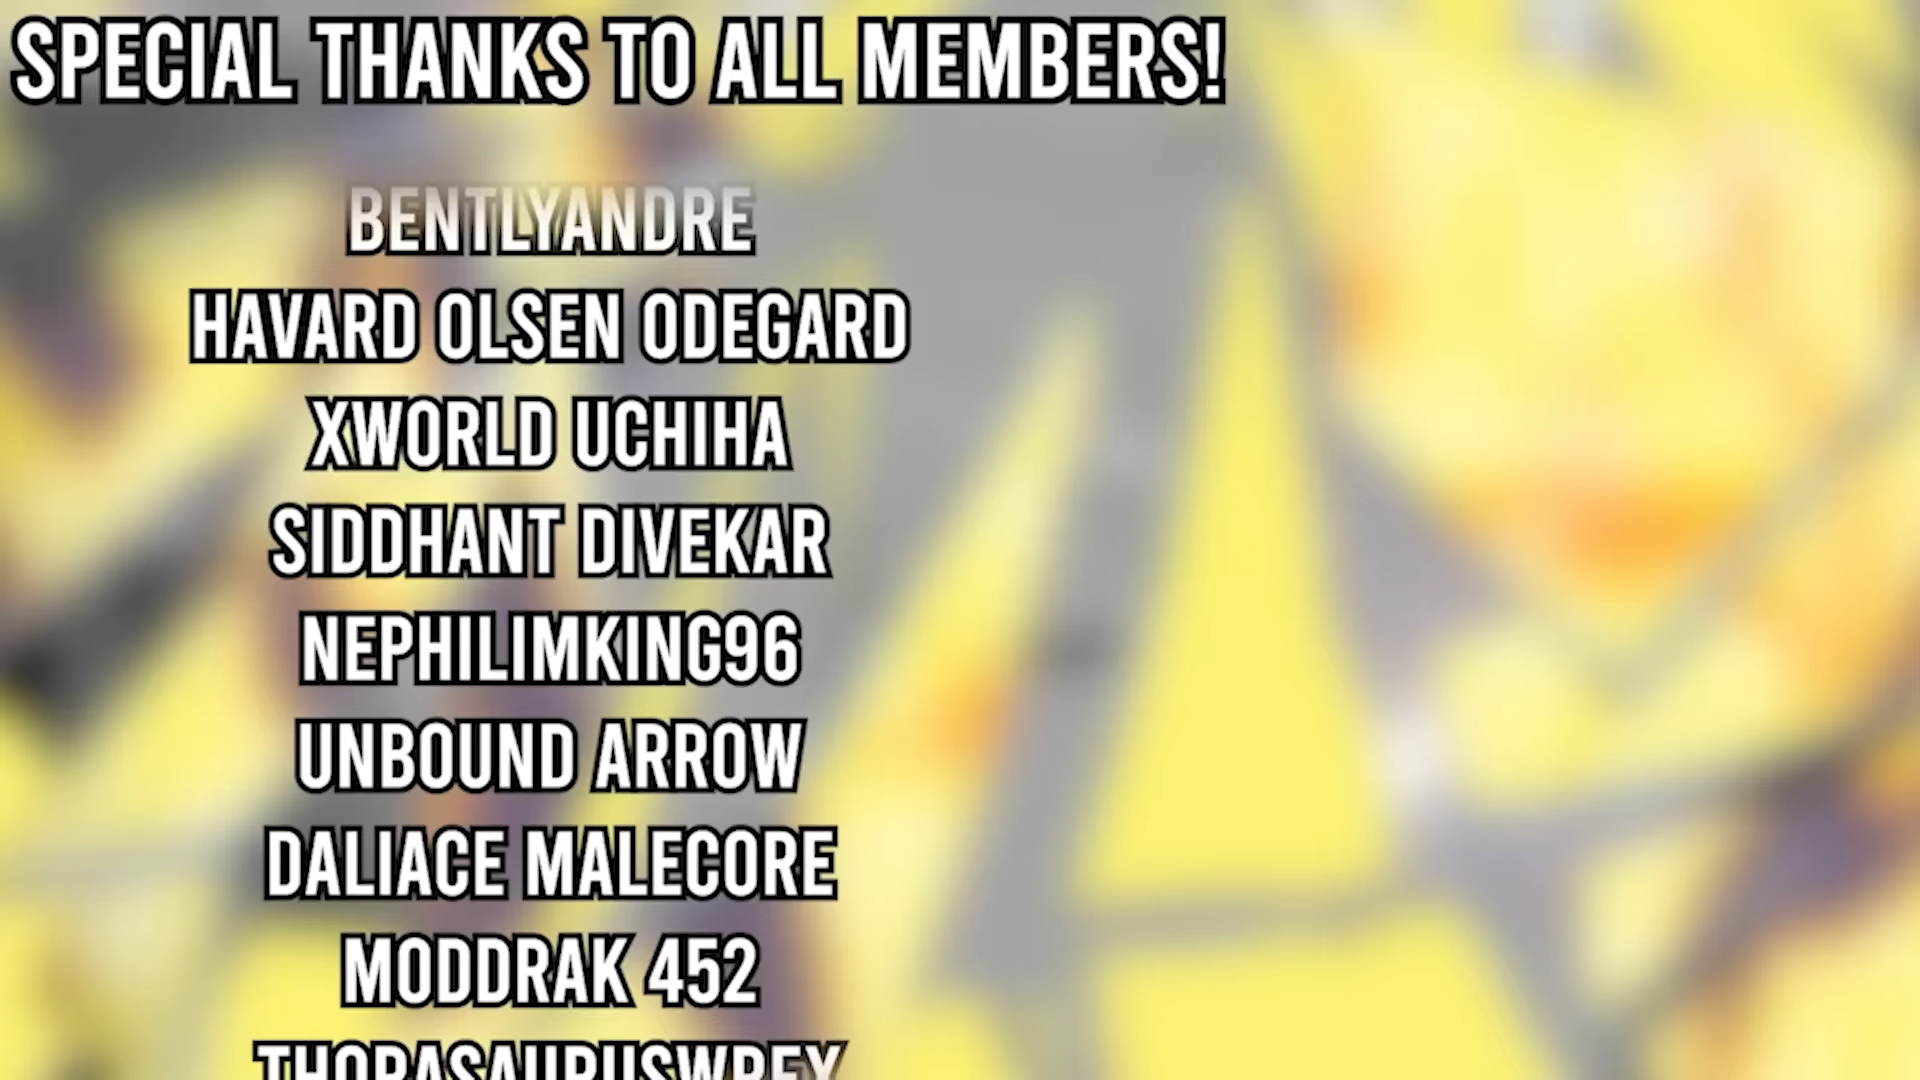 SPECIAL THANKS TO ALL MEMBERS!
BENTLYANDRE
HAVARD OLSEN ODEGARD
XWORLD UCHIHA
SIDDHANT DIVEKAR
NEPHILIMKING96
UNBOUND ARROW
DALIACE MALECORE
MODDRAK 452